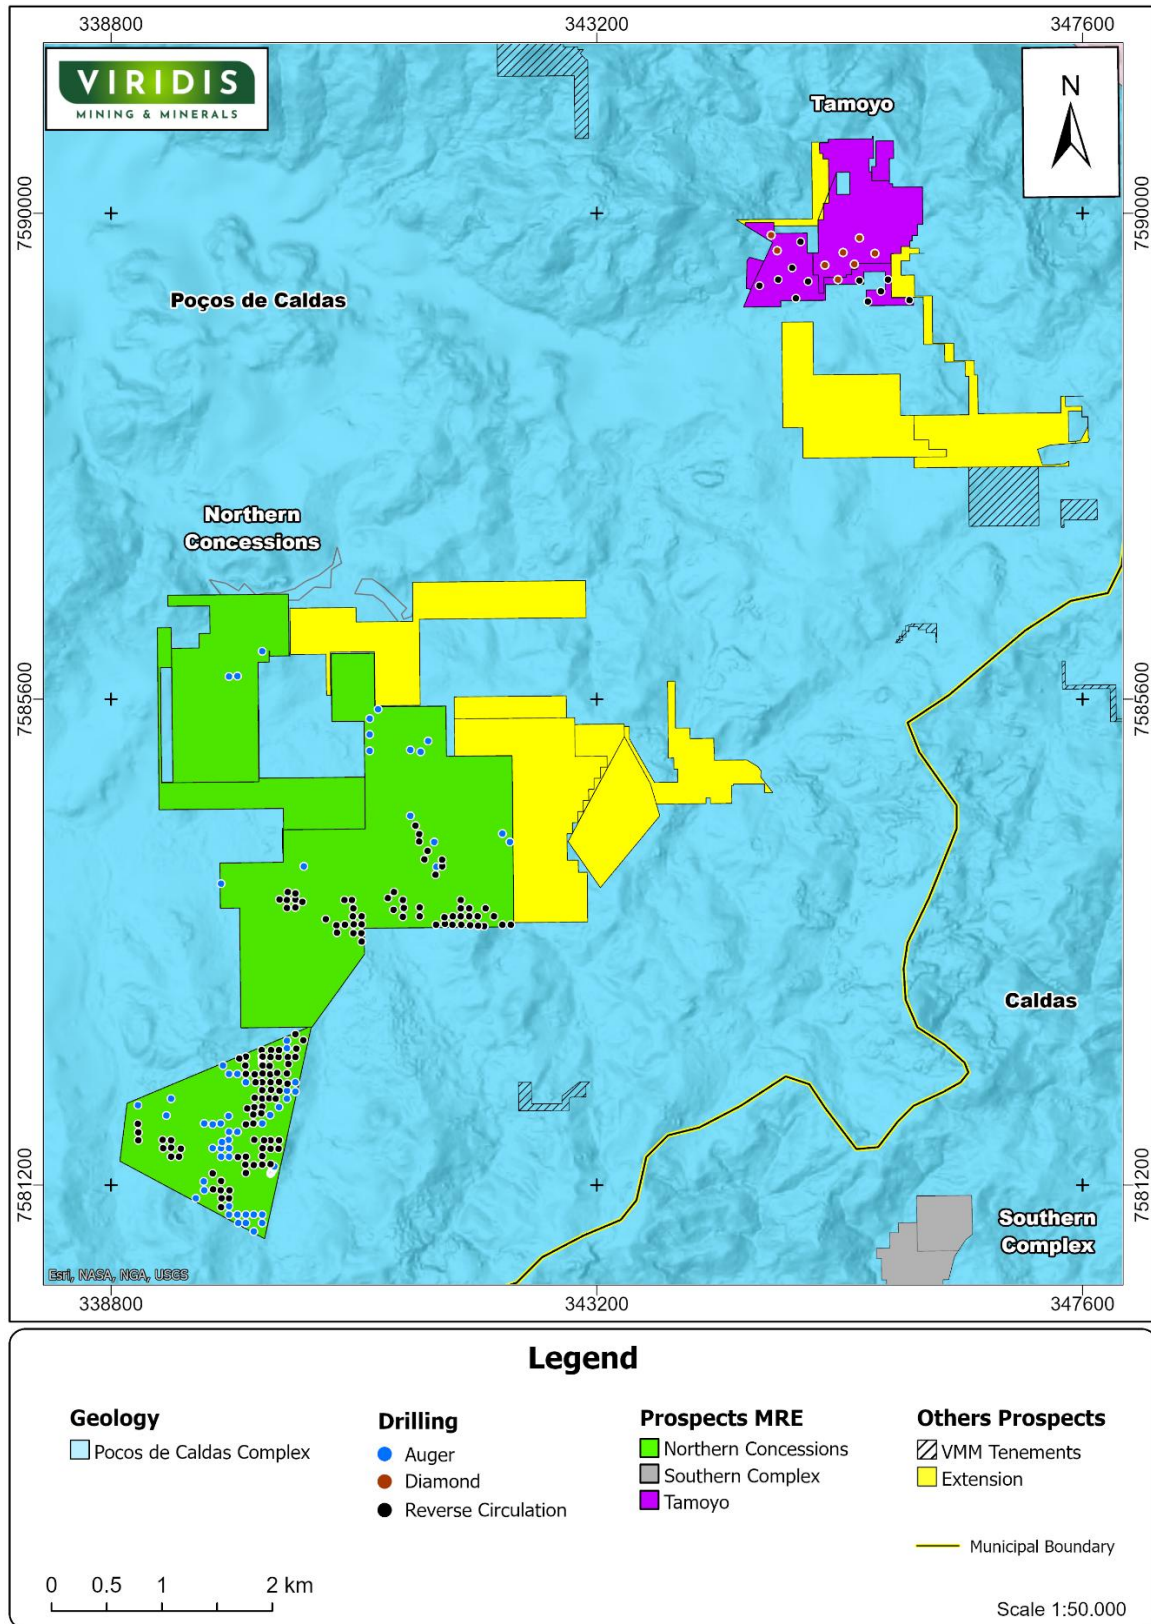 338800
343200
347600
VIRIDIS
MINING & MINERALS
N
Tamoyo
7590000
7590000
Poços de Caldas
Northern
Concessions
7585600
7585600
Caldas
7581200
7581200
Southern
Complex
Esri, NASA, NGA, USGS
338800
343200
347600
Legend
Geology
Pocos de Caldas Complex
Drilling
Auger
Diamond
Reverse Circulation
Prospects MRE
Northern Concessions
Southern Complex
Tamoyo
Others Prospects
VMM Tenements
Extension
Municipal Boundary
0 0.5 1 2 km
Scale 1:50.000